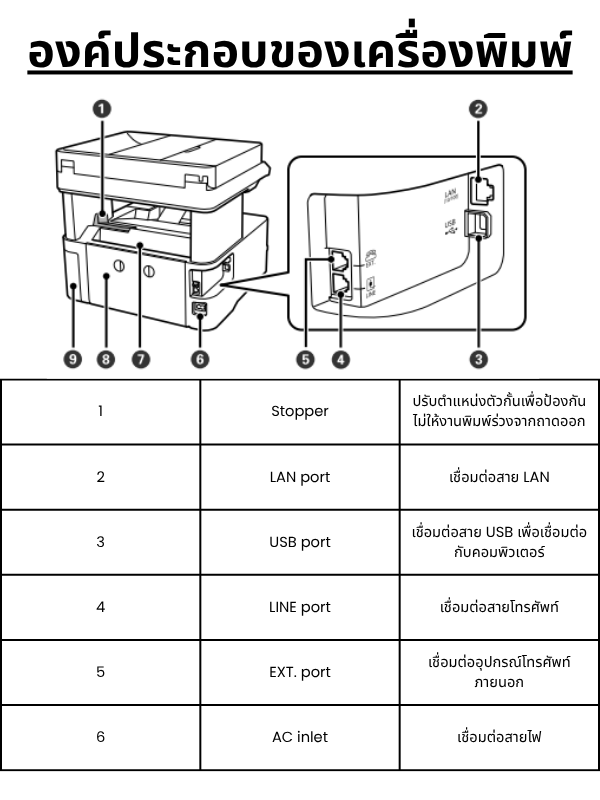 องค์ประกอบของเครื่องพิมพ์
1
2
LAN
USB
5
EXT.
LINE
9
8
7
6
4
3
1
Stopper
ปรับตำแหน่งตัวกั้นเพื่อป้องกัน
ไม่ให้งานพิมพ์ร่วงจากถาดออก
2
LAN port
เชื่อมต่อสาย LAN
3
USB port
เชื่อมต่อสาย USB เพื่อเชื่อมต่อ
กับคอมพิวเตอร์
4
LINE port
เชื่อมต่อสายโทรศัพท์
5
EXT. port
เชื่อมต่ออุปกรณ์โทรศัพท์
ภายนอก
6
AC inlet
เชื่อมต่อสายไฟ